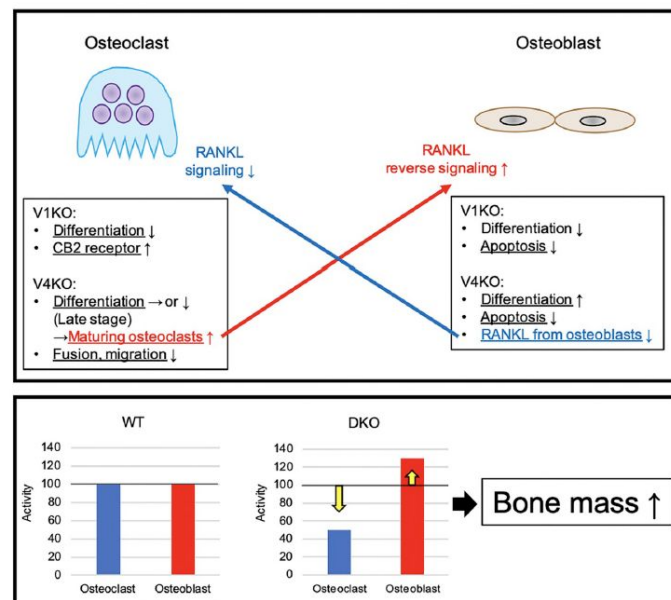 Osteoclast
Osteoblast
RANKL
signaling ↓
RANKL
reverse signaling ↑
V1KO:
• Differentiation ↓
• CB2 receptor ↑
V4KO:
• Differentiation → or ↓
(Late stage)
→Maturing osteoclasts ↑
• Fusion, migration ↓
V1KO:
• Differentiation ↓
• Apoptosis ↓
V4KO:
• Differentiation ↑
• Apoptosis ↓
• RANKL from osteoblasts ↓
WT
Activity
140
120
100
80
60
40
20
0
Osteoclast Osteoblast
DKO
Activity
140
120
100
80
60
40
20
0
Osteoclast Osteoblast
Bone mass ↑